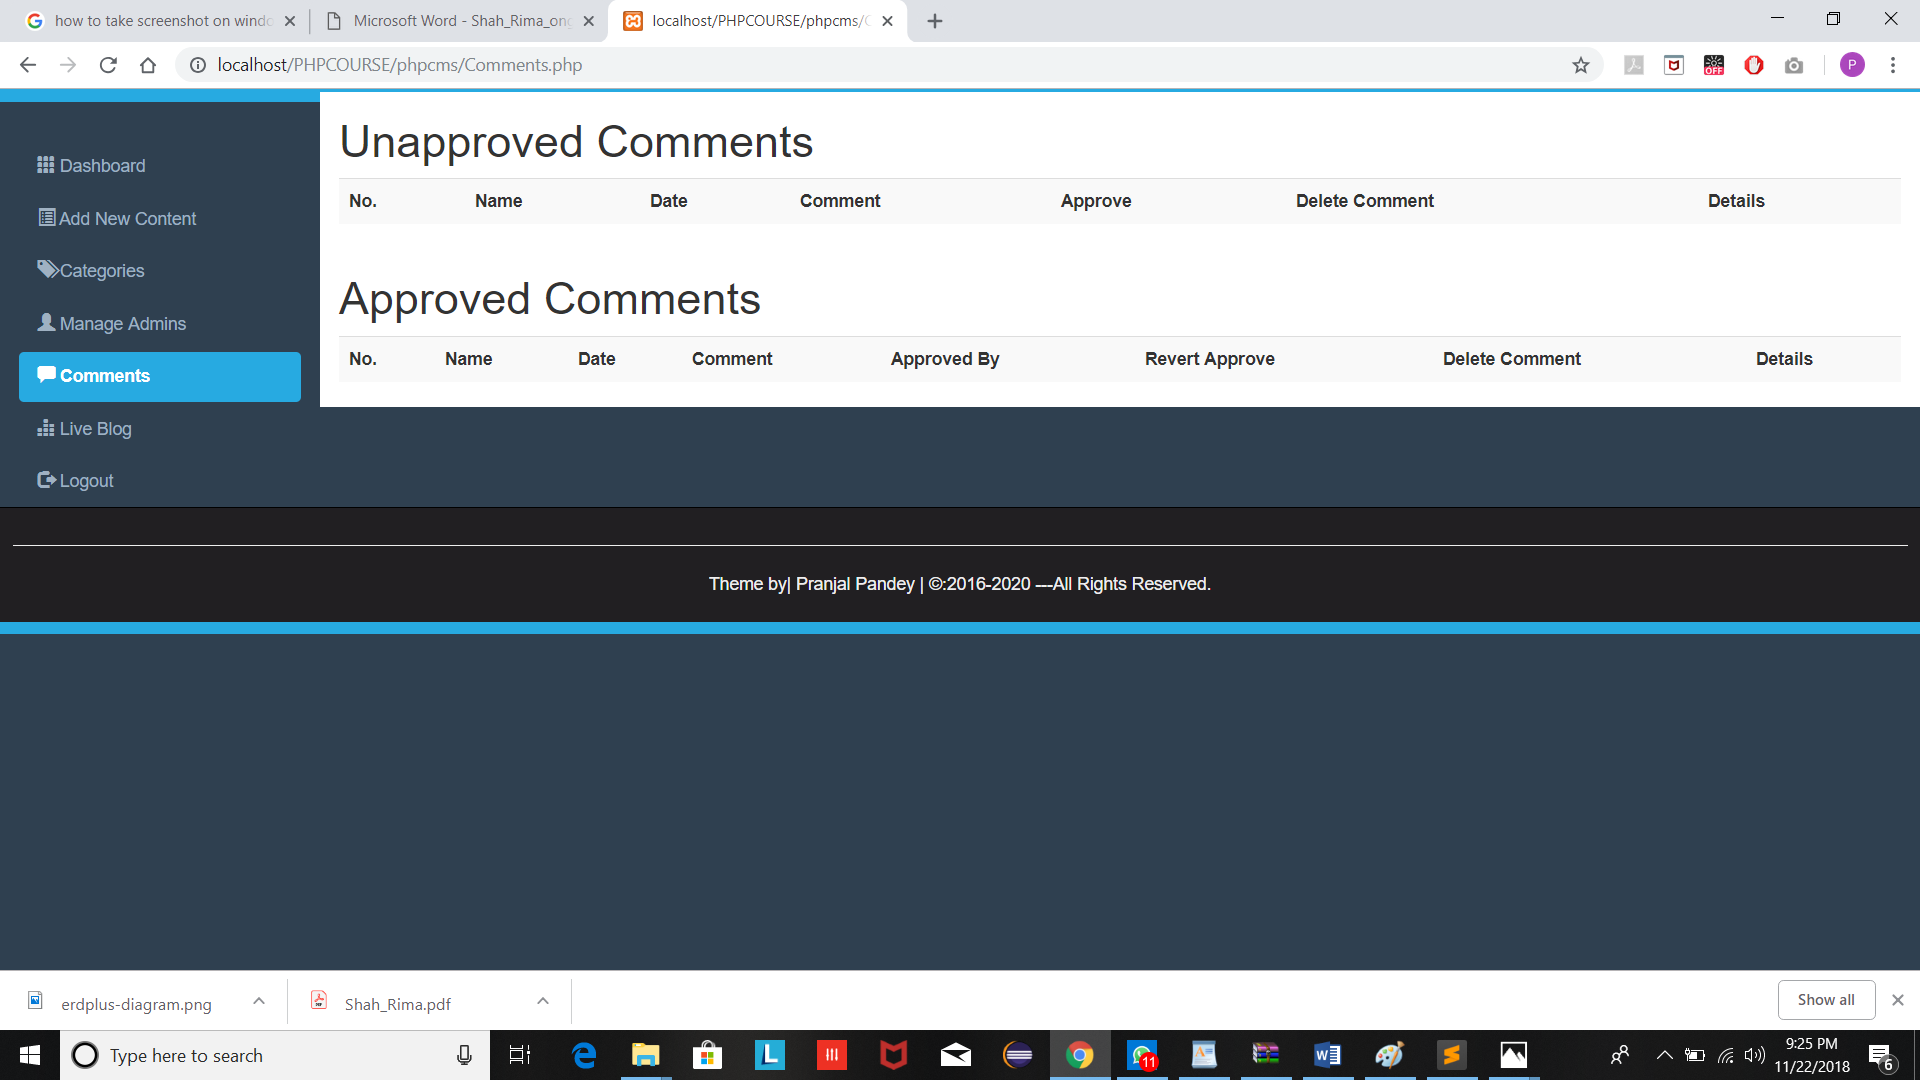 how to take screenshot on windo
Microsoft Word - Shah_Rima_ong
localhost/PHPCOURSE/phpcms/C
localhost/PHPCOURSE/phpcms/Comments.php
OFF
P
Dashboard
Add New Content
Categories
Manage Admins
Comments
Live Blog
Logout
Unapproved Comments
No. Name Date Comment Approve Delete Comment Details
Approved Comments
No. Name Date Comment Approved By Revert Approve Delete Comment Details
Theme by| Pranjal Pandey | ©:2016-2020 ---All Rights Reserved.
erdplus-diagram.png
Shah_Rima.pdf
Show all
Type here to search
L
11
9:25 PM
11/22/2018
6